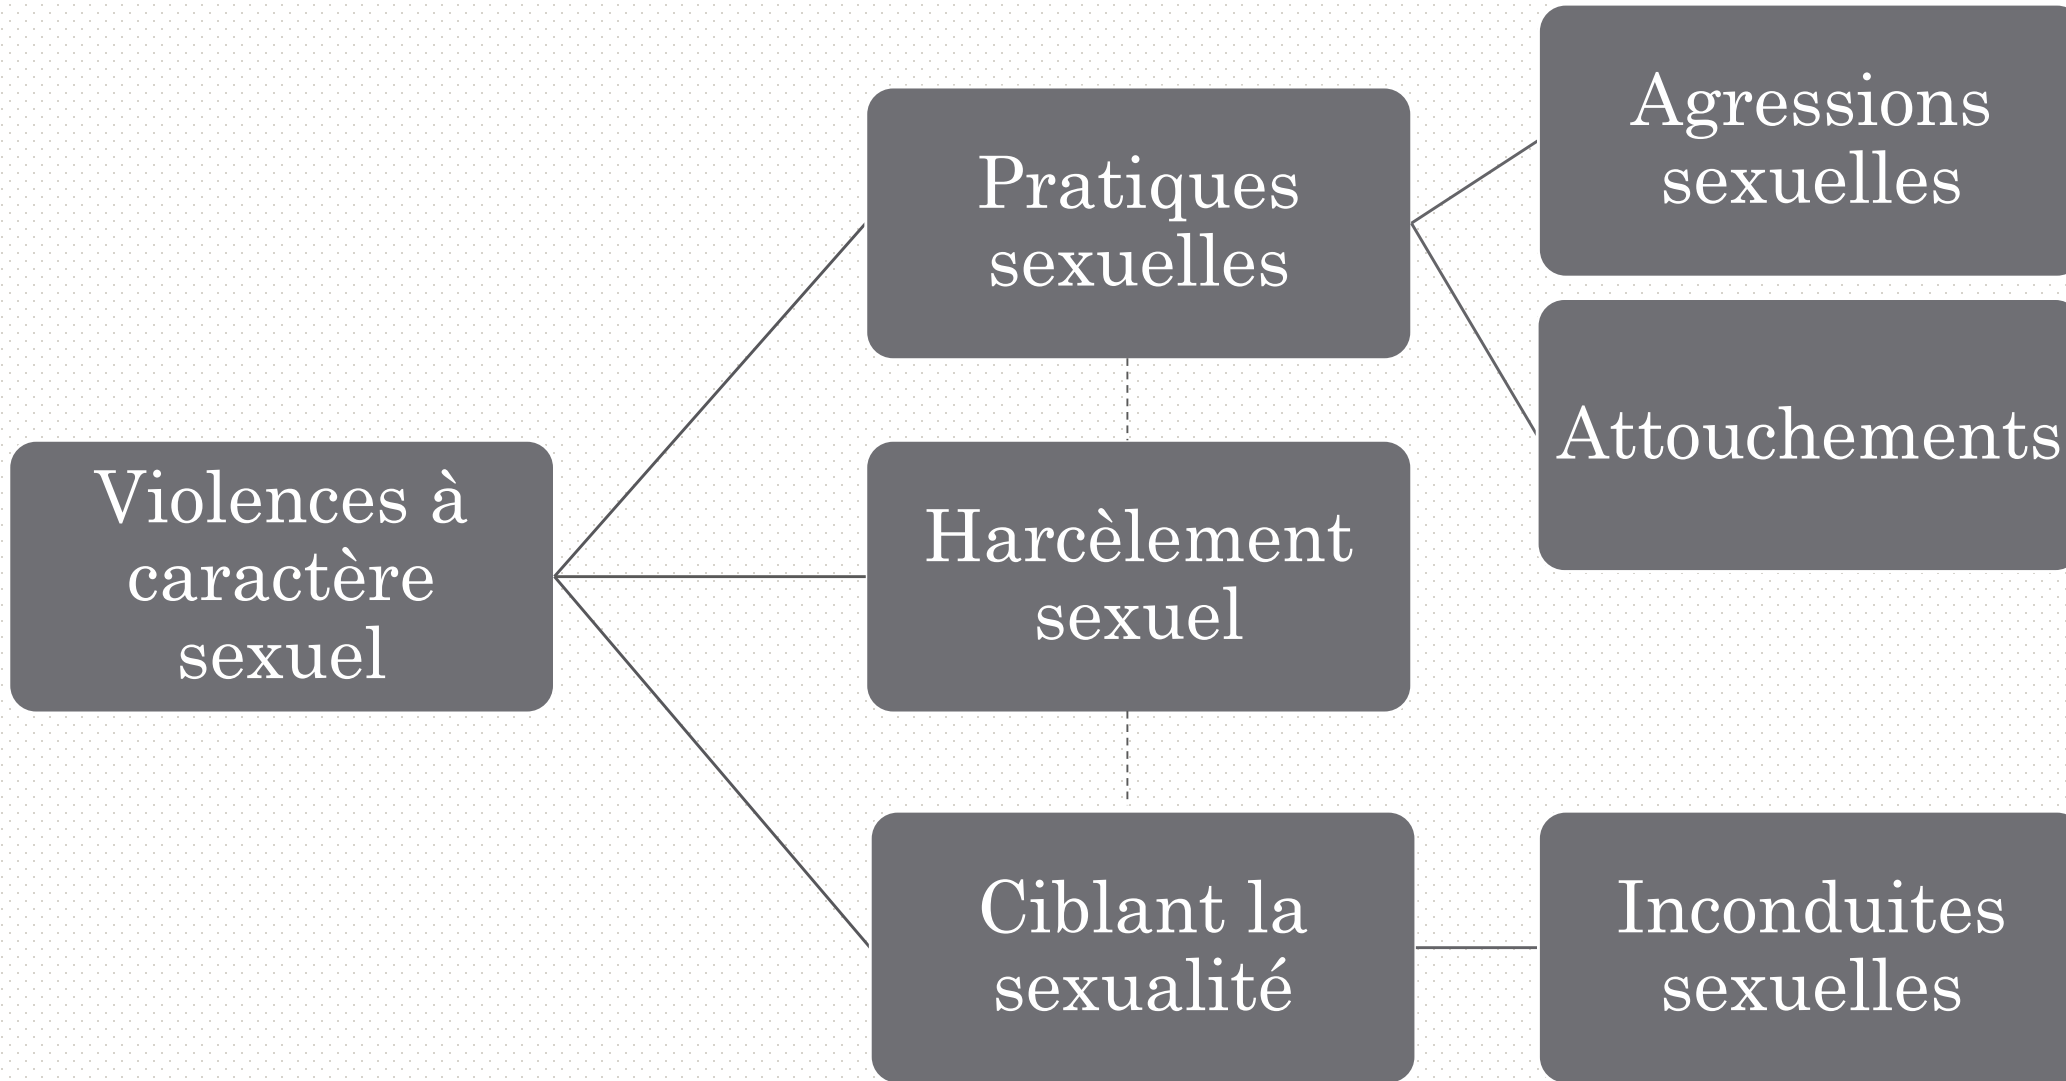 Violences à
caractère
sexuel
Pratiques
sexuelles
Harcèlement
sexuel
Ciblant la
sexualité
Agressions
sexuelles
Attouchements
Inconduites
sexuelles